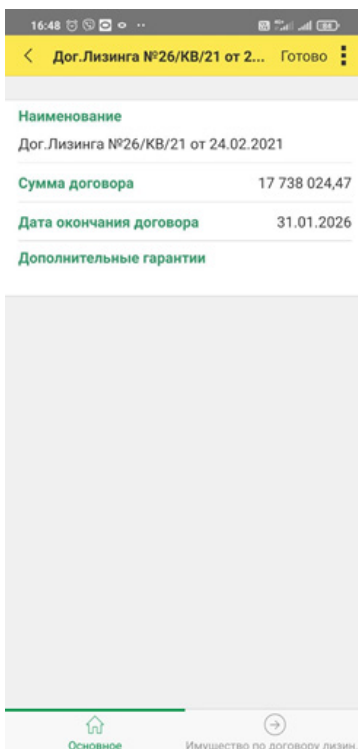 16:48
Дог.Лизинга №26/КВ/21 от 2... Готово
Наименование
Дог.Лизинга №26/КВ/21 от 24.02.2021
Сумма договора 17 738 024,47
Дата окончания договора 31.01.2026
Дополнительные гарантии
Основное Имущество по договору лизин